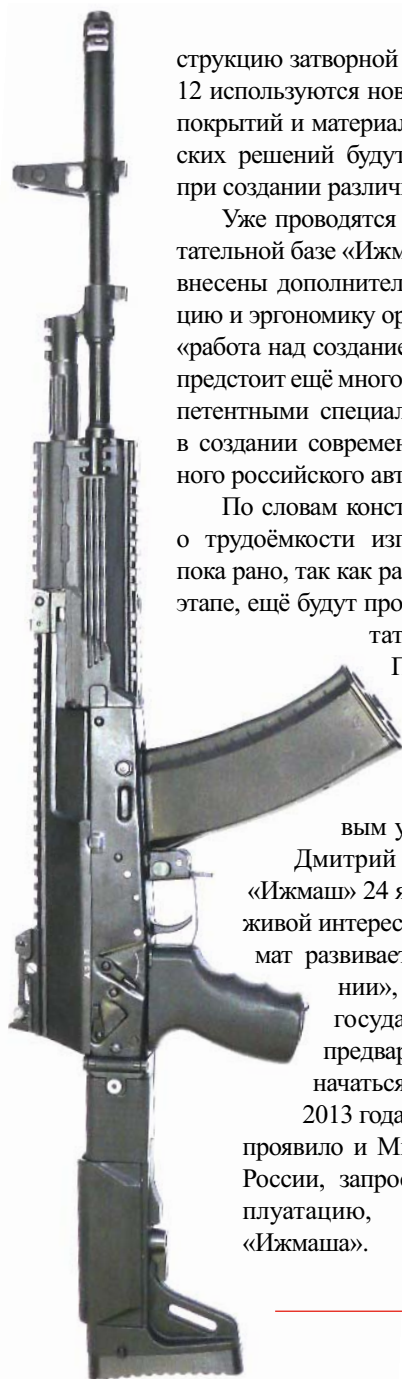 струкцию затворной
12 используются нов
покрытий и материал
ских решений будут
при создании различ
Уже проводятся
тательной базе «Ижм
внесены дополнител
цию и эргономику ор
«работа над создание
предстоит ещё много
петентными специал
в создании современ
ного российского авт
По словам конст
о трудоёмкости изг
пока рано, так как ра
этапе, ещё будут про
тат
П
вым у
Дмитрий
«Ижмаш» 24 я
живой интерес
мат развивает
нии»,
госуда
предвар
начаться
2013 года
проявило и М
России, запро
плуатацию,
«Ижмаша».